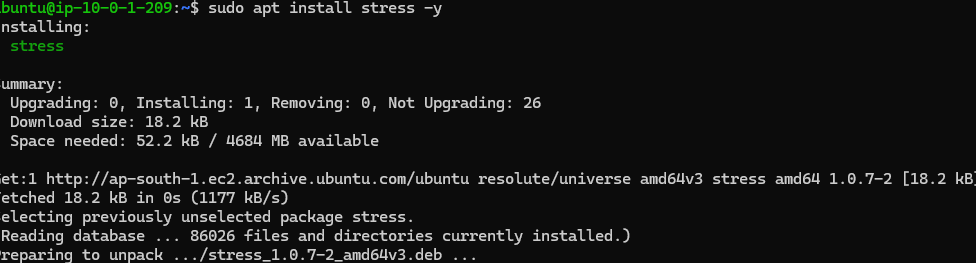 ubuntu@ip-10-0-1-209:~$ sudo apt install stress -y
nstalling:
stress
ummary:
Upgrading: 0, Installing: 1, Removing: 0, Not Upgrading: 26
Download size: 18.2 kB
Space needed: 52.2 kB / 4684 MB available
et:1 http://ap-south-1.ec2.archive.ubuntu.com/ubuntu resolute/universe amd64v3 stress amd64 1.0.7-2 [18.2 kB]
etched 18.2 kB in 0s (1177 kB/s)
electing previously unselected package stress.
Reading database ... 86026 files and directories currently installed.)
Preparing to unpack .../stress_1.0.7-2_amd64v3.deb ...